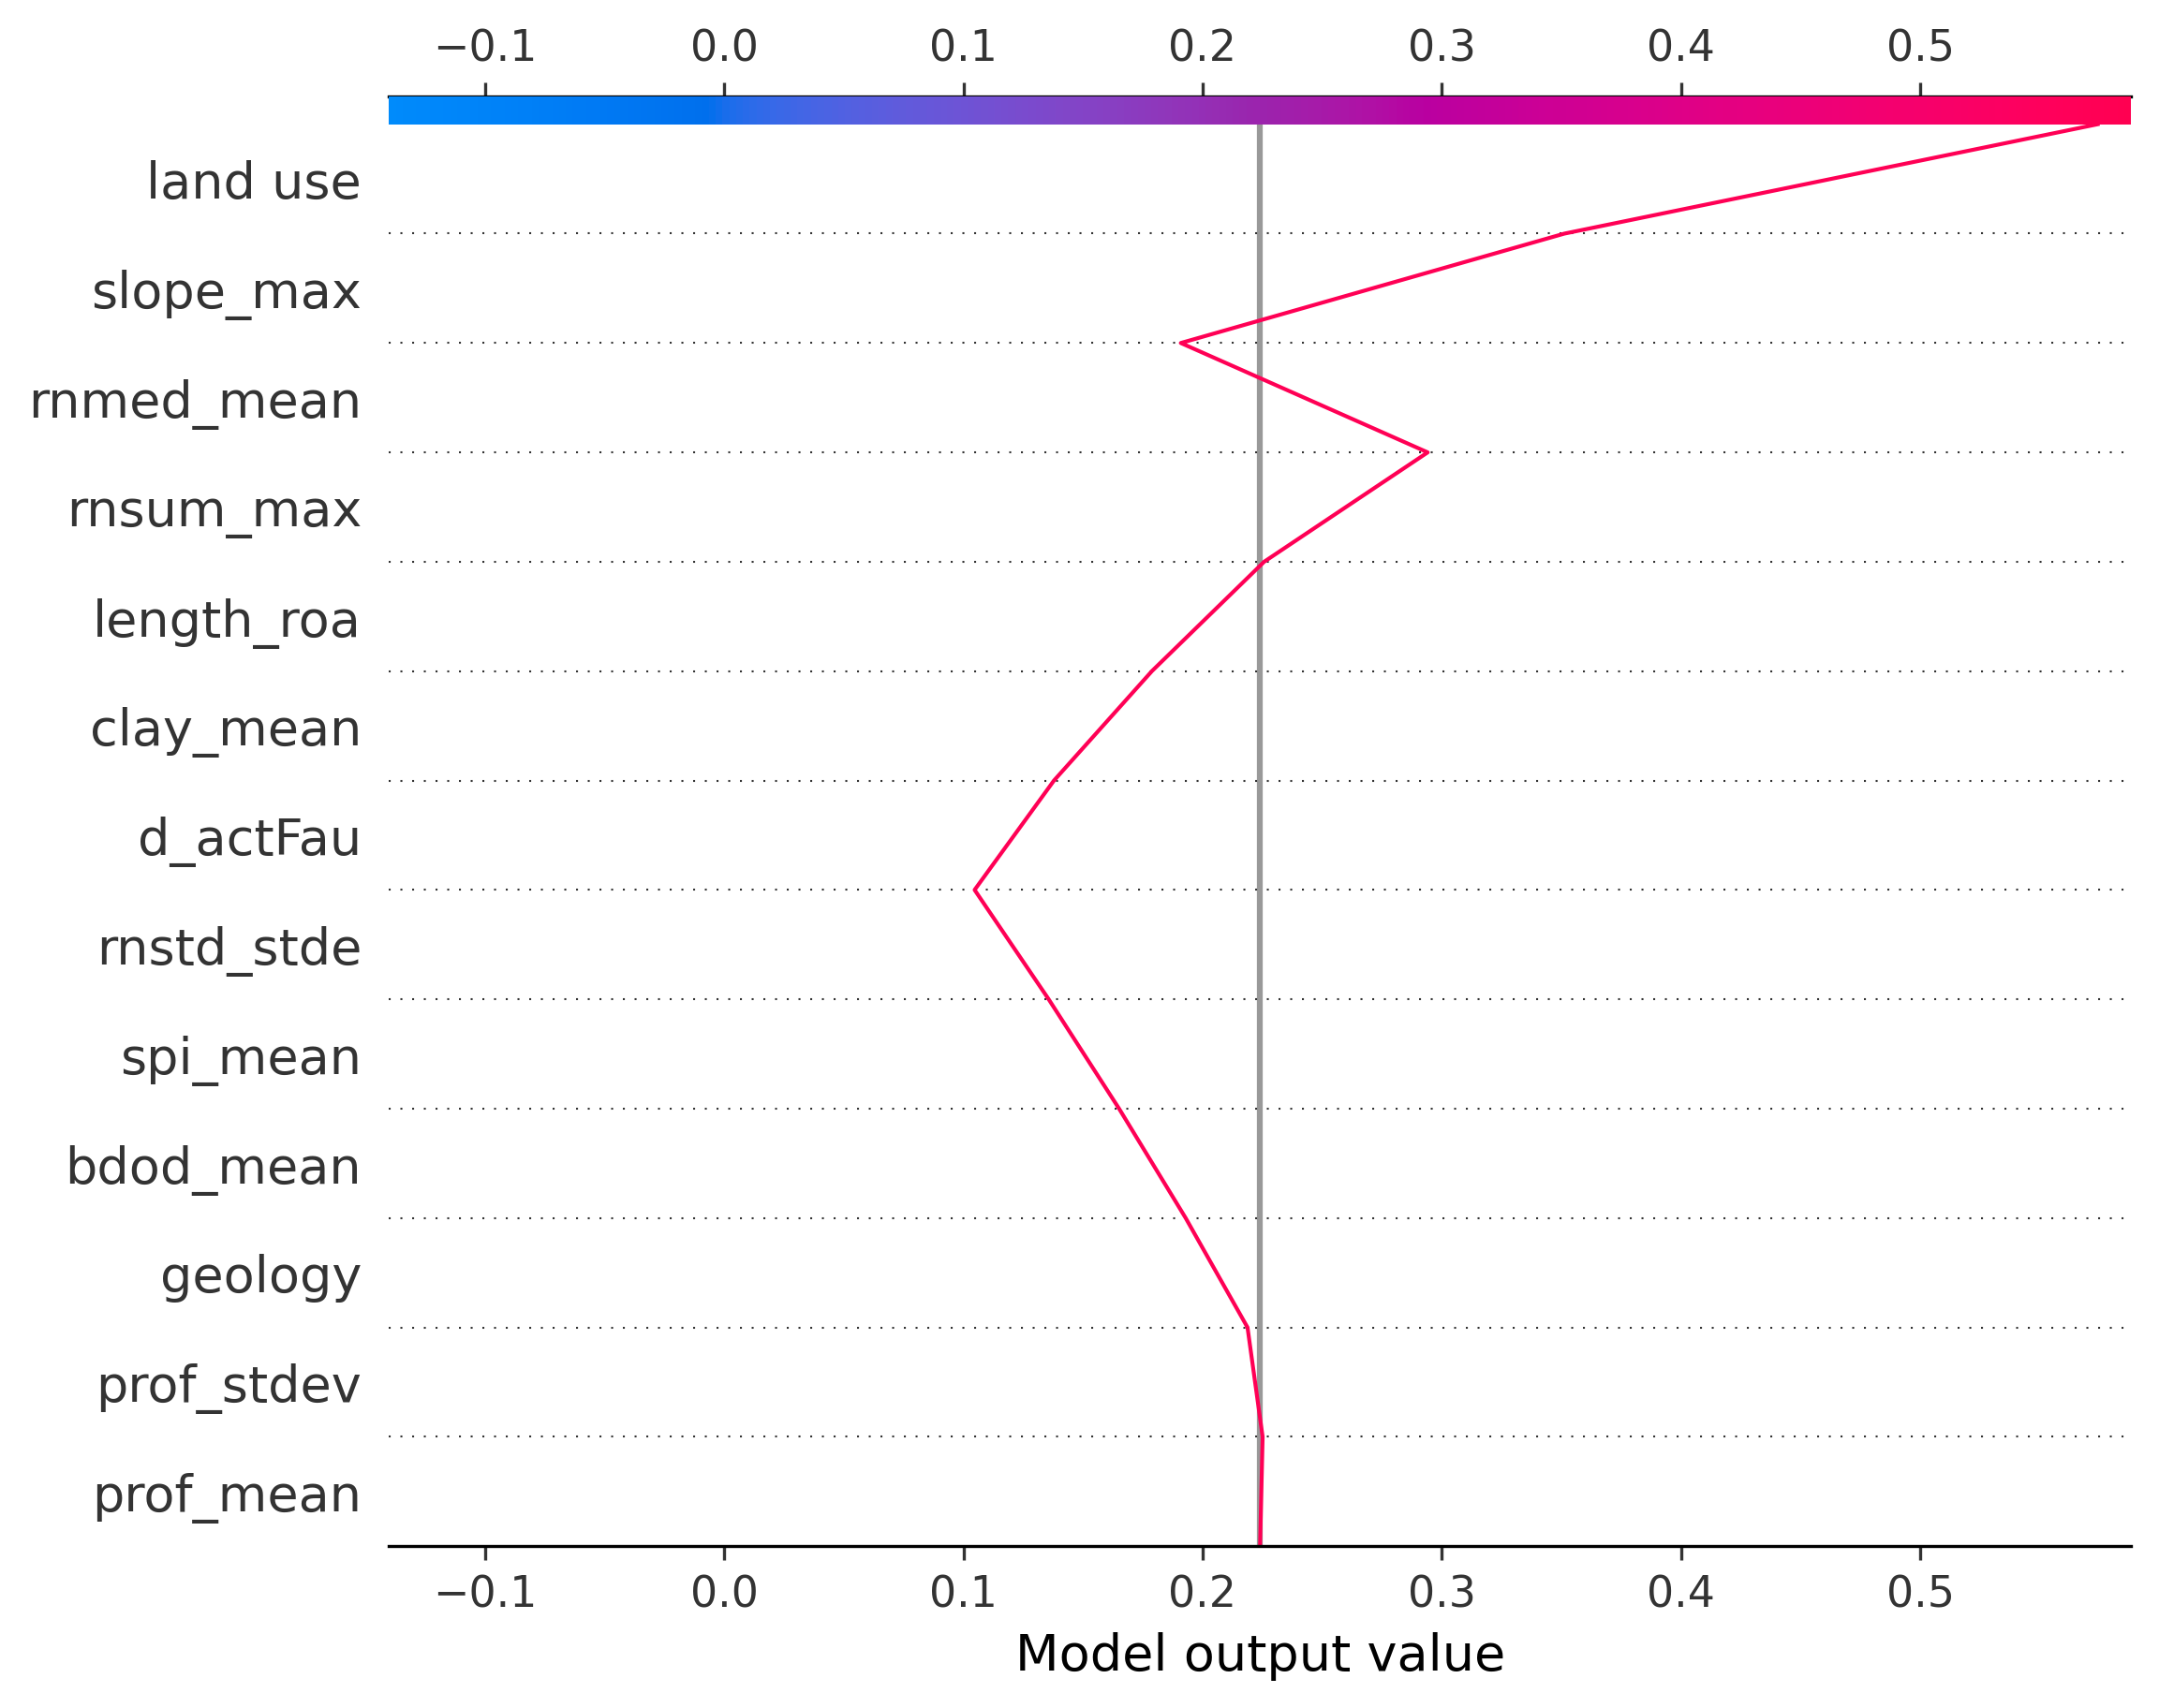 −0.1 0.0 0.1 0.2 0.3 0.4 0.5
land use
slope_max
rnmed_mean
rnsum_max
length_roa
clay_mean
d_actFau
rnstd_stde
spi_mean
bdod_mean
geology
prof_stdev
prof_mean
−0.1 0.0 0.1 0.2 0.3 0.4 0.5
Model output value